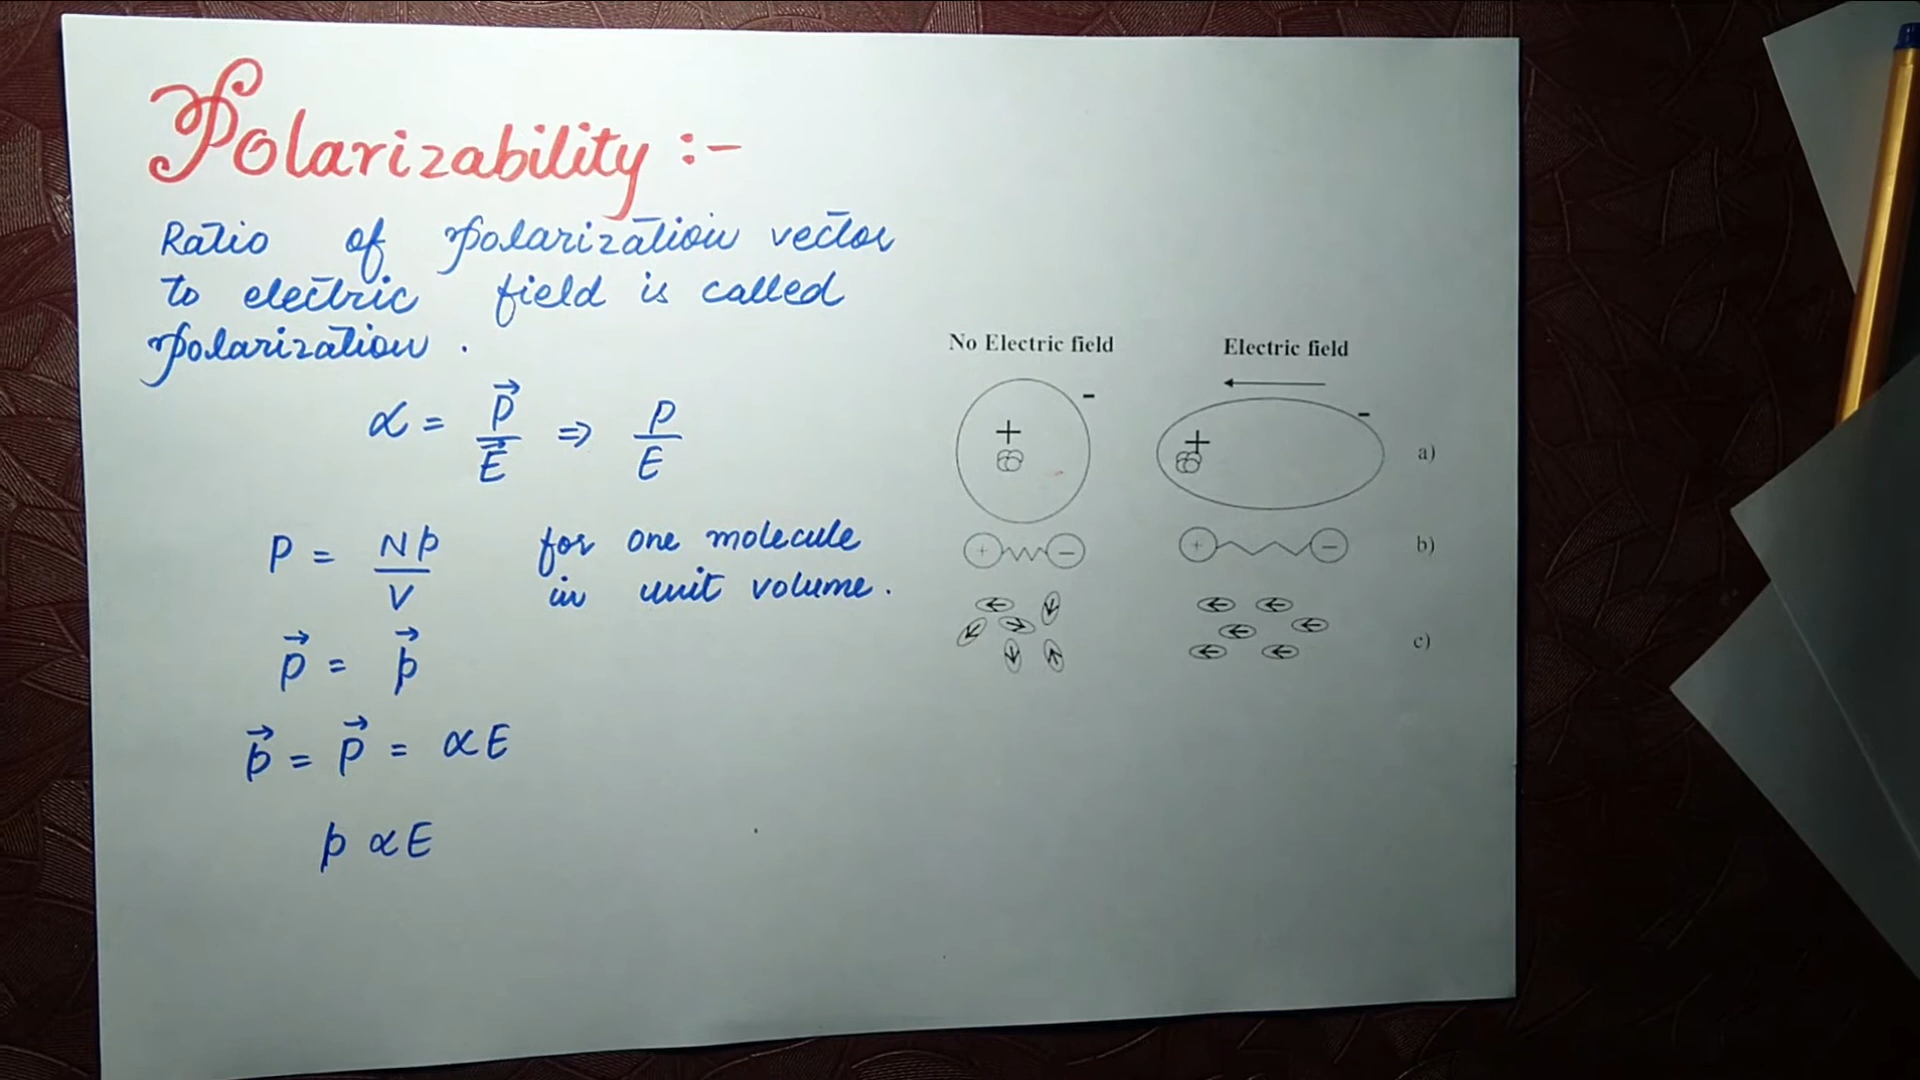 Polarizability :-
Ratio of polarization vector
to electric field is called
polarization .
α = P⃗ / E⃗ ⇒ P / E
P = Np / V for one molecule
in unit volume.
P⃗ = p⃗
p⃗ = P⃗ = αE
p αE
No Electric field Electric field
+ - + - a)
+ - + - b)
c)